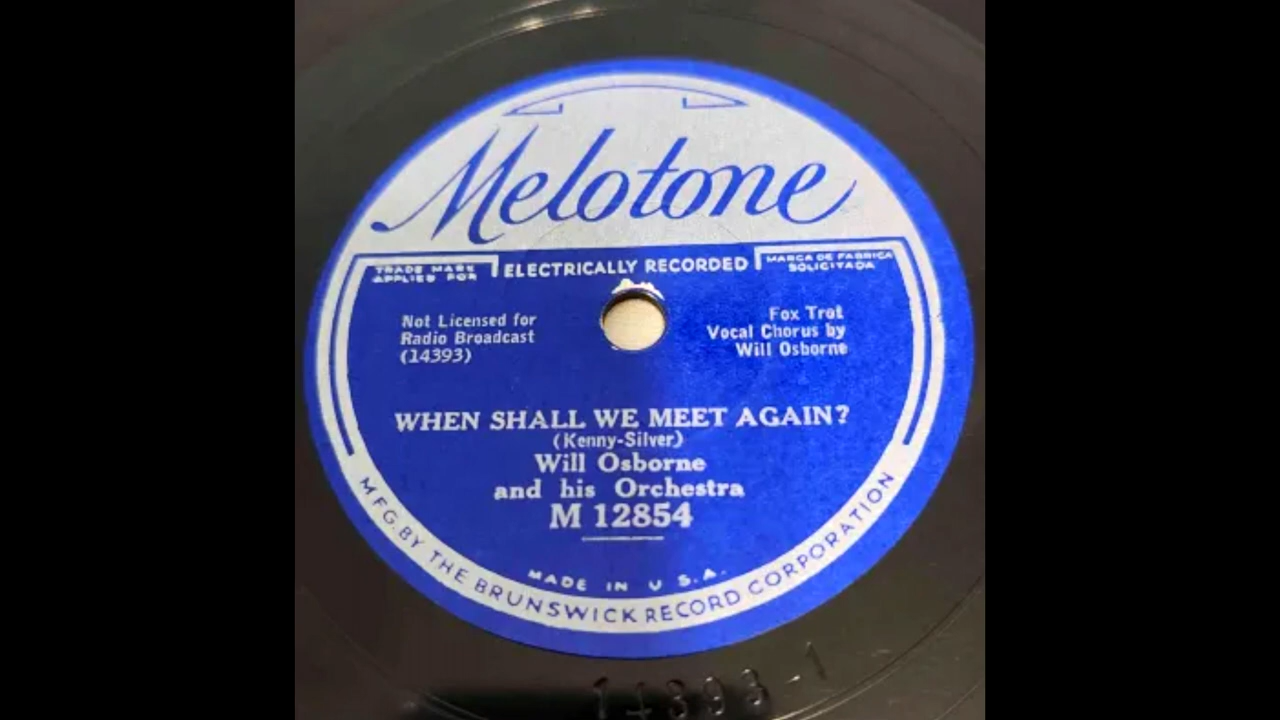 Melotone
TRADE MARK
APPLIED FOR
ELECTRICALLY RECORDED
MARCA DE FABRICA
SOLICITADA
Not Licensed for
Radio Broadcast
(14393)
Fox Trot
Vocal Chorus by
Will Osborne
WHEN SHALL WE MEET AGAIN?
(Kenny-Silver)
Will Osborne
and his Orchestra
M 12854
MADE IN U.S.A.
MFG. BY THE BRUNSWICK RECORD CORPORATION
14393-1